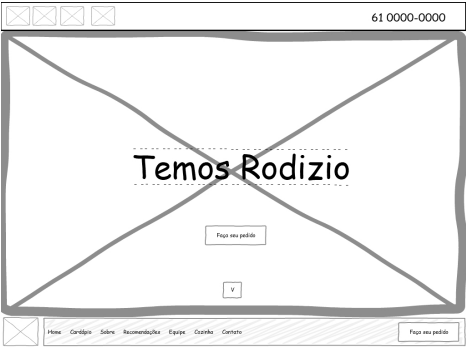 61 0000-0000
Temos Rodizio
Faça seu pedido
V
Home Cardápio Sobre Recomendações Equipe Cozinha Contato Faça seu pedido